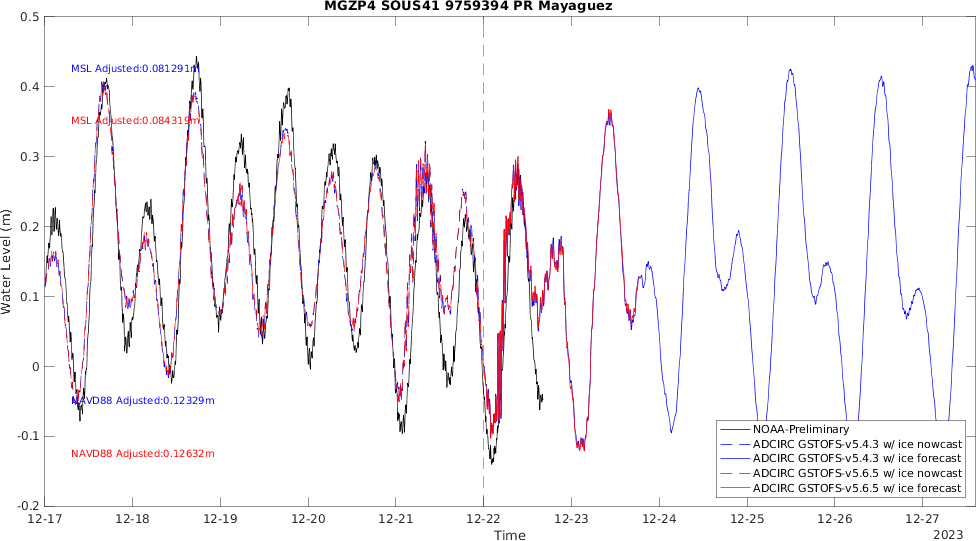 MGZP4 SOUS41 9759394 PR Mayaguez
0.5
0.4
0.3
0.2
0.1
0
-0.1
-0.2
Water Level (m)
MSL Adjusted:0.081291m
MSL Adjusted:0.084319m
NAVD88 Adjusted:0.12329m
NAVD88 Adjusted:0.12632m
NOAA-Preliminary
ADCIRC GSTOFS-v5.4.3 w/ ice nowcast
ADCIRC GSTOFS-v5.4.3 w/ ice forecast
ADCIRC GSTOFS-v5.6.5 w/ ice nowcast
ADCIRC GSTOFS-v5.6.5 w/ ice forecast
12-17 12-18 12-19 12-20 12-21 12-22 12-23 12-24 12-25 12-26 12-27
Time
2023